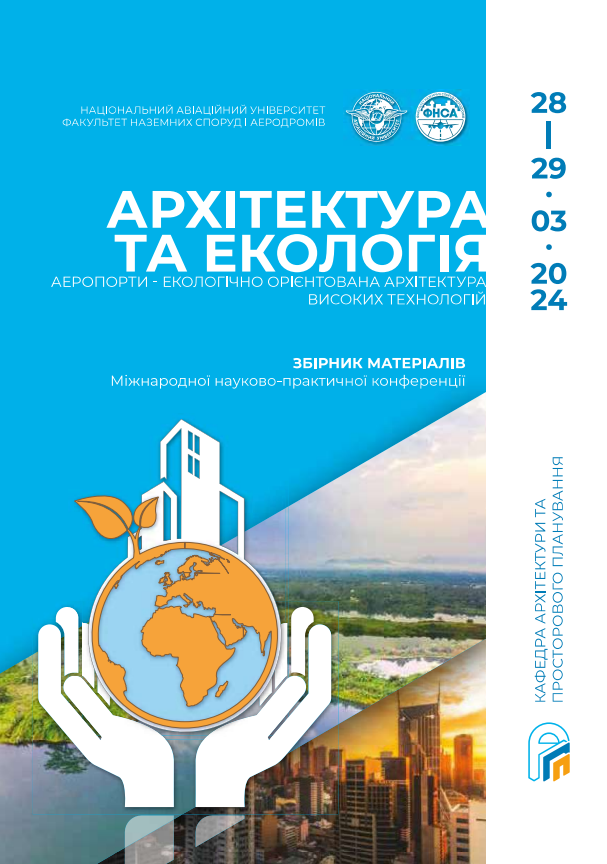 НАЦІОНАЛЬНИЙ АВІАЦІЙНИЙ УНІВЕРСИТЕТ
ФАКУЛЬТЕТ НАЗЕМНИХ СПОРУД І АЕРОДРОМІВ
ФНСА
АРХІТЕКТУРА
ТА ЕКОЛОГІЯ
АЕРОПОРТИ - ЕКОЛОГІЧНО ОРІЄНТОВАНА АРХІТЕКТУРА
ВИСОКИХ ТЕХНОЛОГІЙ
ЗБІРНИК МАТЕРІАЛІВ
Міжнародної науково-практичної конференції
28
29
·
03
·
20
24
КАФЕДРА АРХІТЕКТУРИ ТА
ПРОСТОРОВОГО ПЛАНУВАННЯ